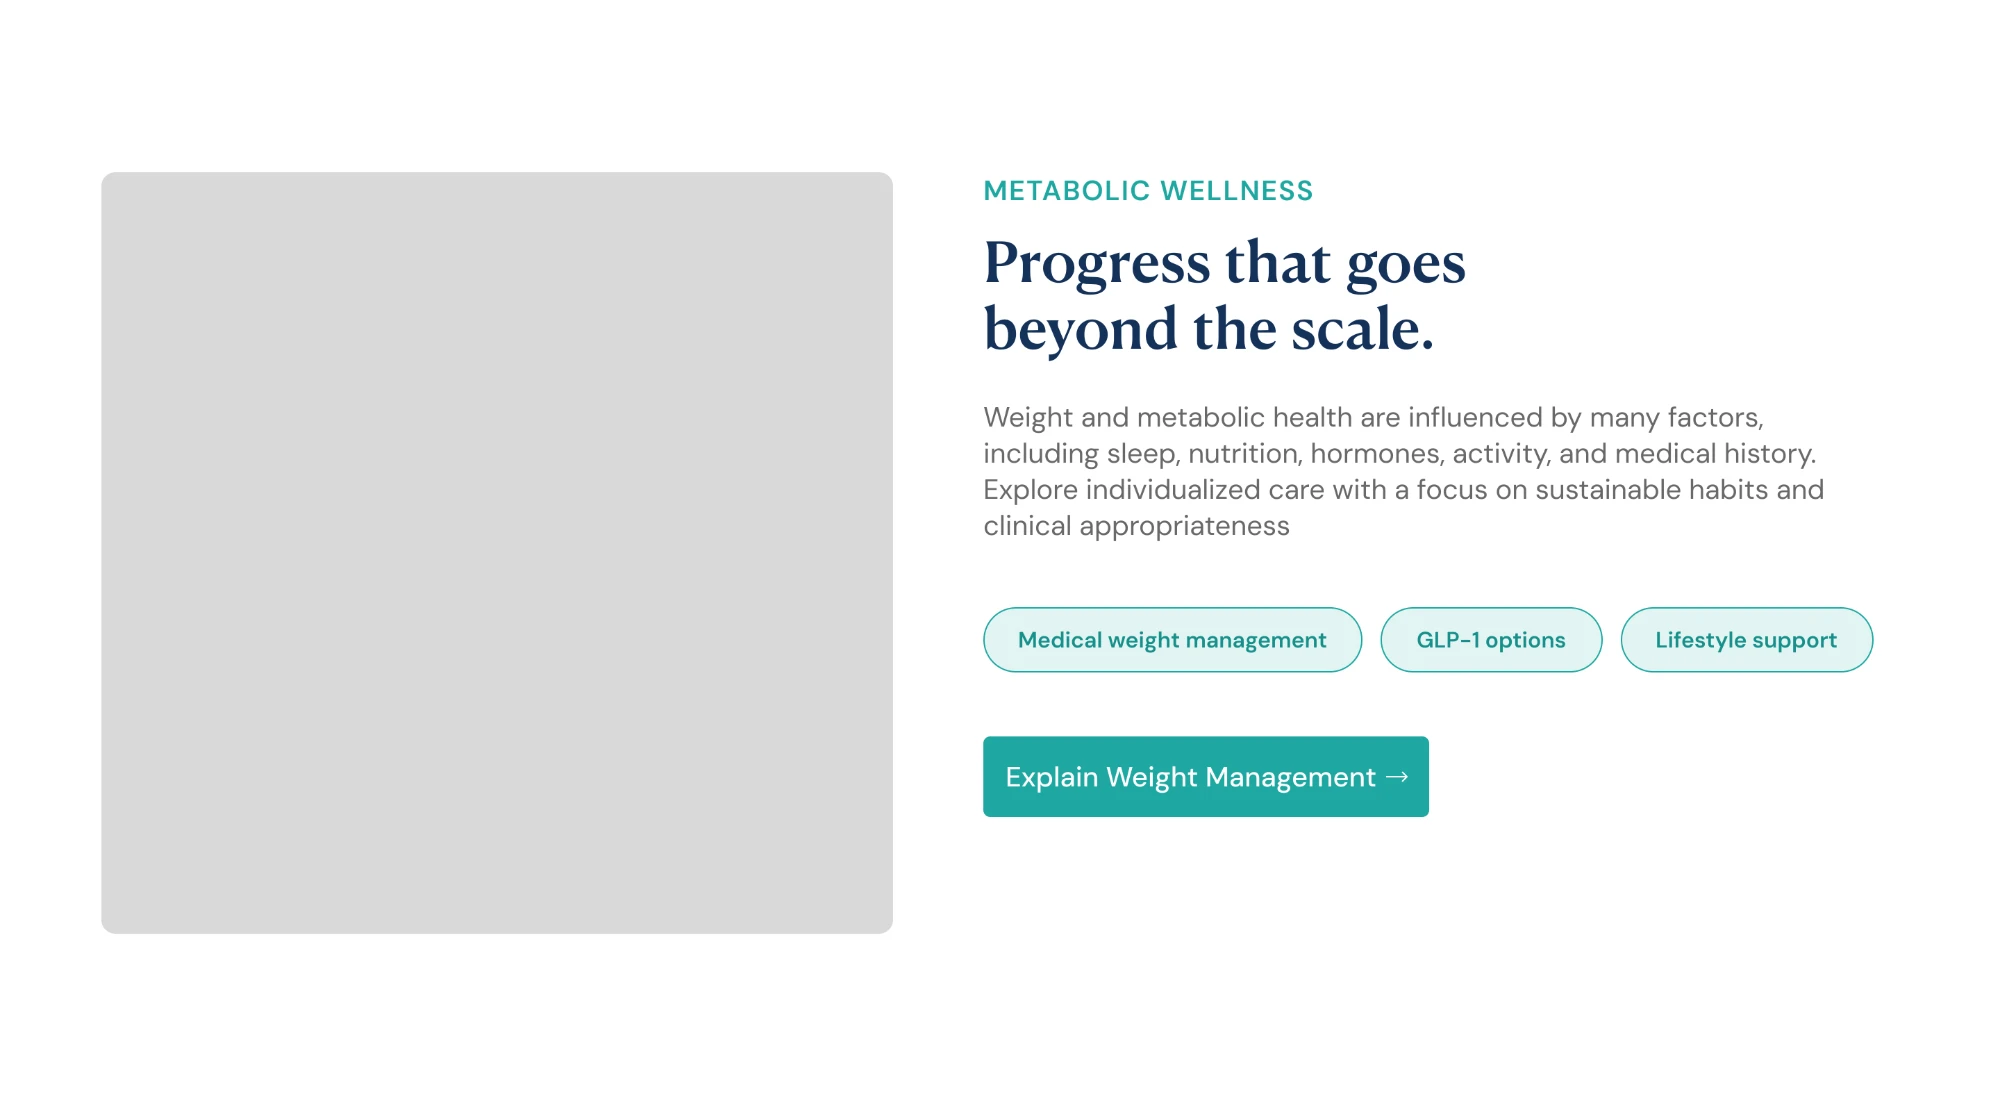 METABOLIC WELLNESS
Progress that goes
beyond the scale.
Weight and metabolic health are influenced by many factors,
including sleep, nutrition, hormones, activity, and medical history.
Explore individualized care with a focus on sustainable habits and
clinical appropriateness
Medical weight management
GLP-1 options
Lifestyle support
Explain Weight Management →